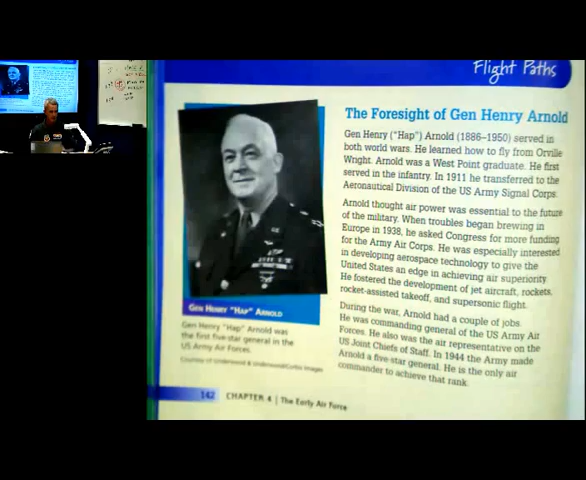 Flight Paths
The Foresight of Gen Henry Arnold
Gen Henry ("Hap") Arnold (1886–1950) served in
both world wars. He learned how to fly from Orville
Wright. Arnold was a West Point graduate. He first
served in the infantry. In 1911 he transferred to the
Aeronautical Division of the US Army Signal Corps.
Arnold thought air power was essential to the future
of the military. When troubles began brewing in
Europe in 1938, he asked Congress for more funding
for the Army Air Corps. He was especially interested
in developing aerospace technology to give the
United States an edge in achieving air superiority.
He fostered the development of jet aircraft, rockets,
rocket-assisted takeoff, and supersonic flight.
During the war, Arnold had a couple of jobs.
He was commanding general of the US Army Air
Forces. He also was the air representative on the
US Joint Chiefs of Staff. In 1944 the Army made
Arnold a five-star general. He is the only air
commander to achieve that rank.
GEN HENRY "HAP" ARNOLD
Gen Henry "Hap" Arnold was
the first five-star general in the
US Army Air Forces.
Courtesy of Underwood & Underwood/Corbis Images
142 CHAPTER 4 | The Early Air Force